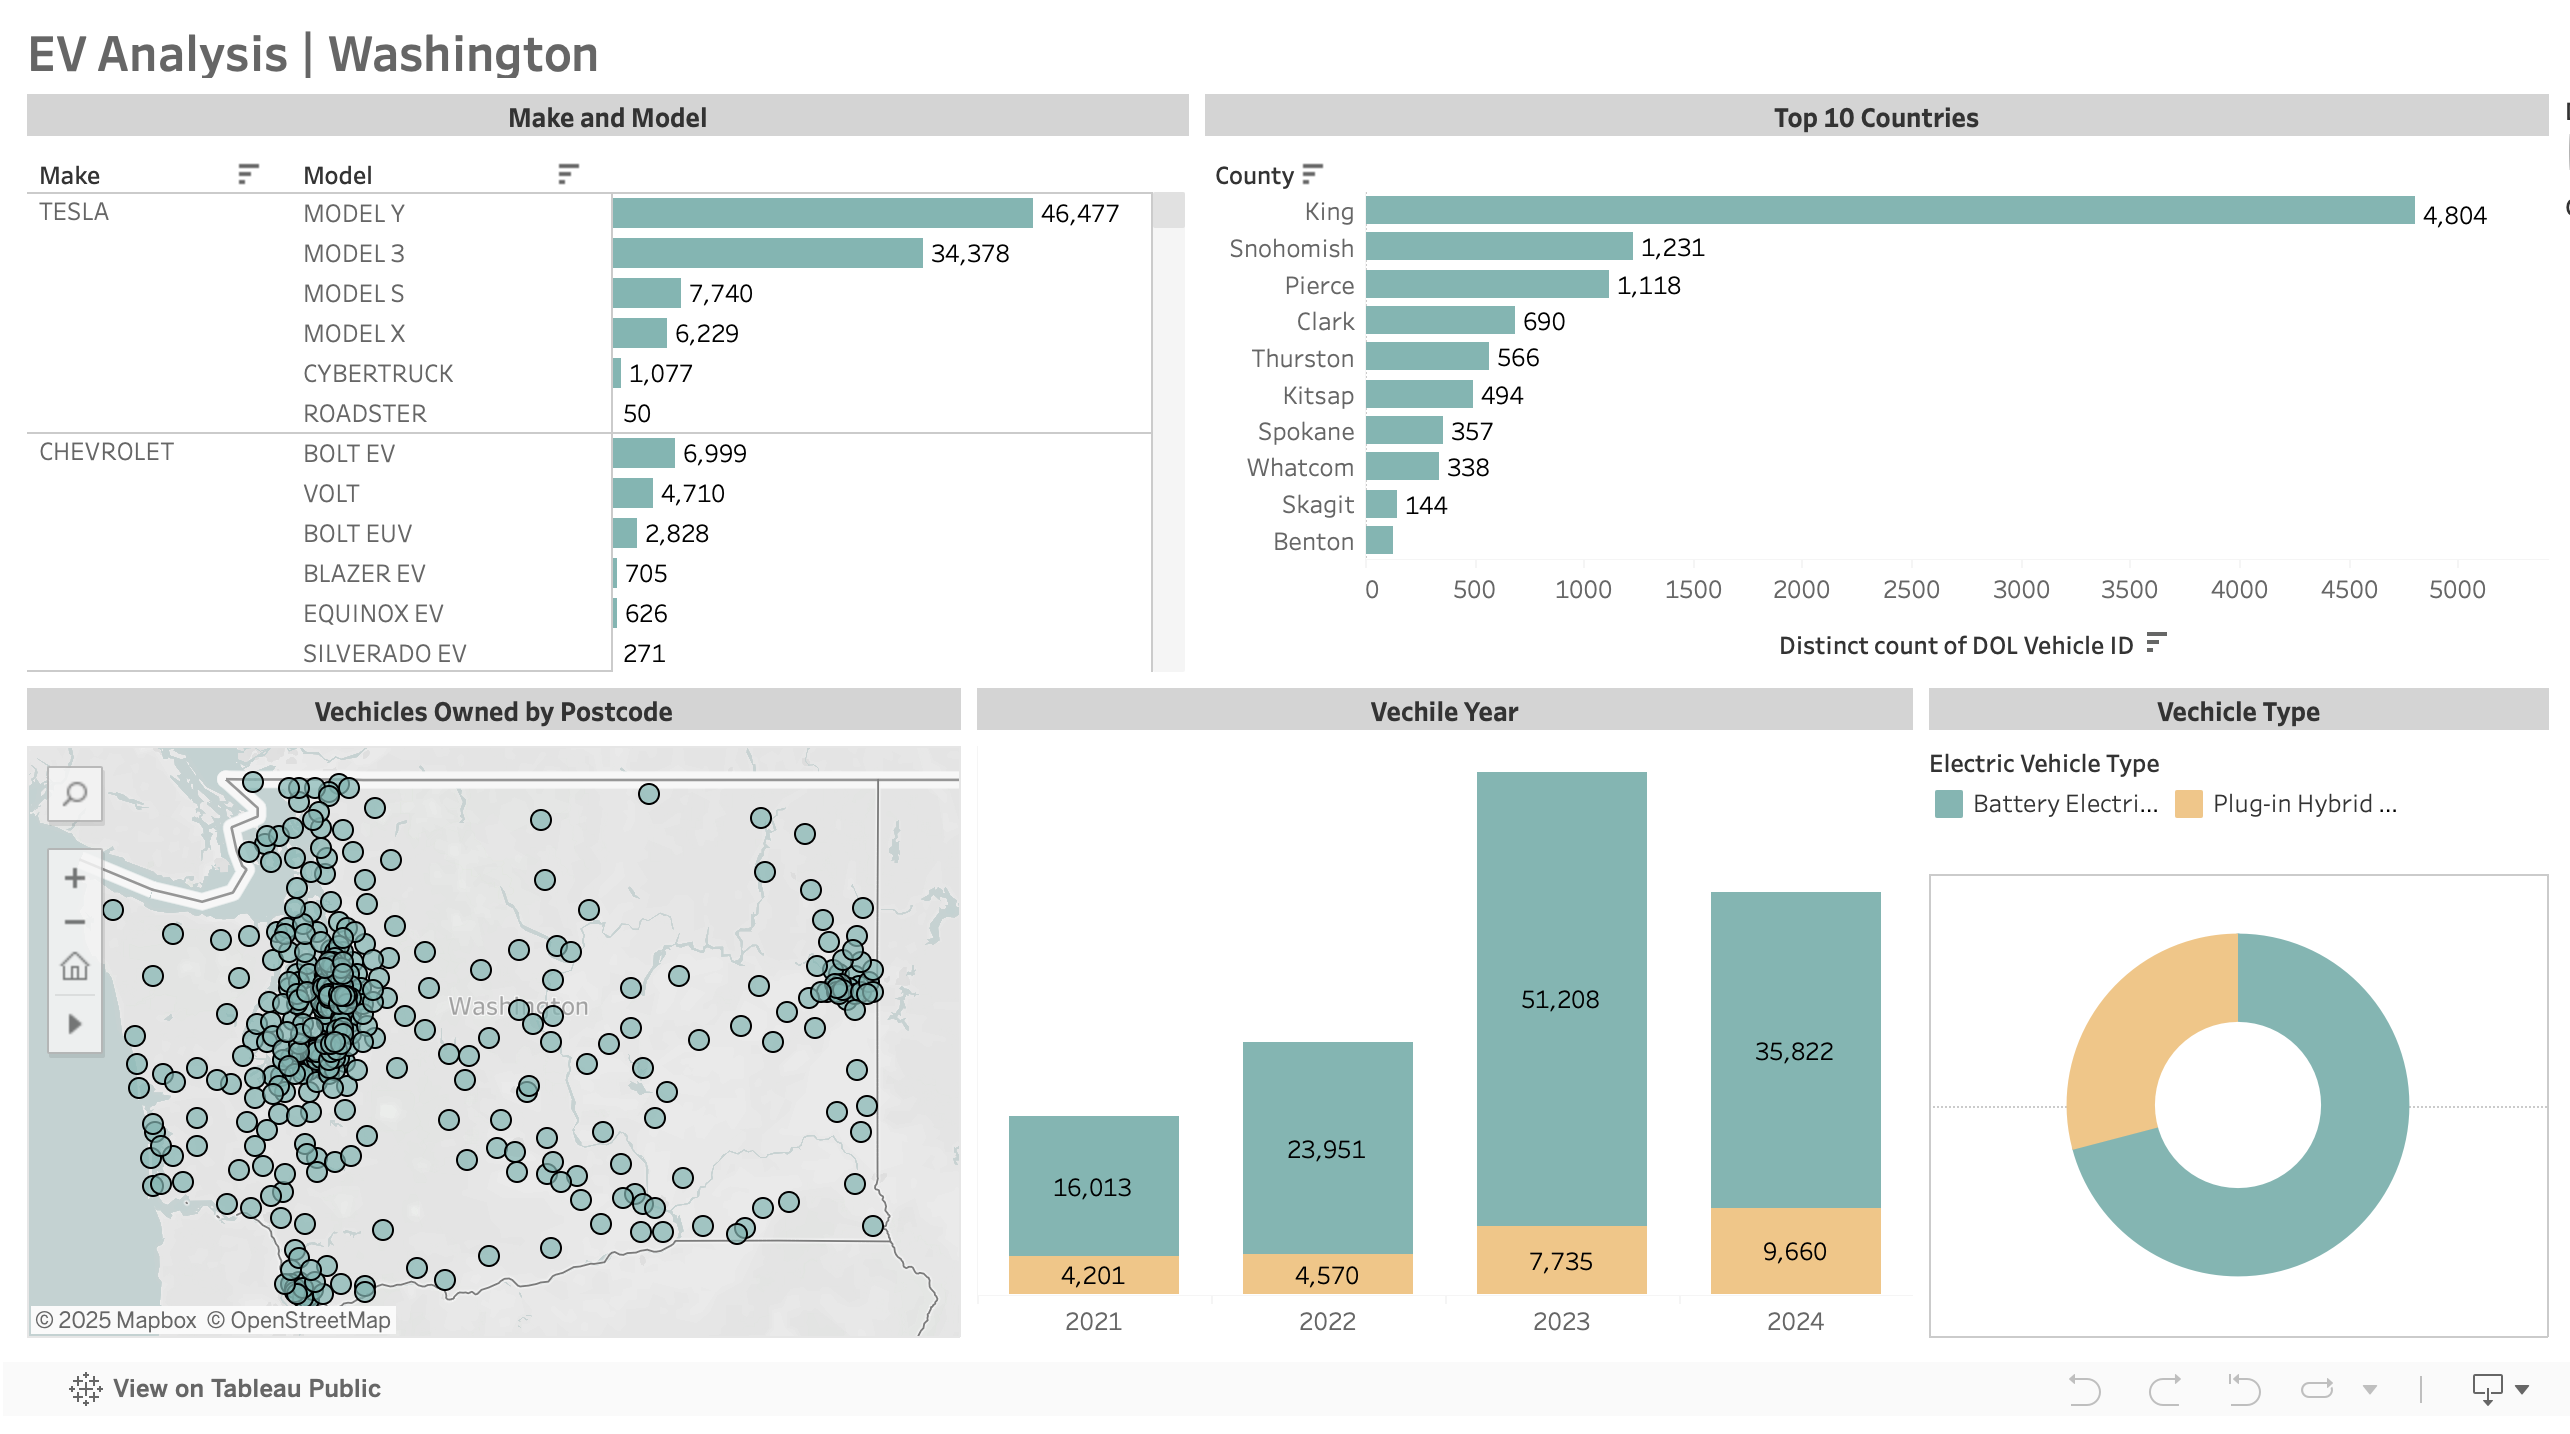 EV Analysis | Washington
Make and Model
Make Model
TESLA MODEL Y 46,477
MODEL 3 34,378
MODEL S 7,740
MODEL X 6,229
CYBERTRUCK 1,077
ROADSTER 50
CHEVROLET BOLT EV 6,999
VOLT 4,710
BOLT EUV 2,828
BLAZER EV 705
EQUINOX EV 626
SILVERADO EV 271
Top 10 Countries
County
King 4,804
Snohomish 1,231
Pierce 1,118
Clark 690
Thurston 566
Kitsap 494
Spokane 357
Whatcom 338
Skagit 144
Benton
0 500 1000 1500 2000 2500 3000 3500 4000 4500 5000
Distinct count of DOL Vehicle ID
Vechicles Owned by Postcode
Washington
© 2025 Mapbox © OpenStreetMap
Vechile Year
51,208
35,822
23,951
16,013
9,660
7,735
4,570
4,201
2021 2022 2023 2024
Vechicle Type
Electric Vehicle Type
Battery Electri... Plug-in Hybrid ...
View on Tableau Public